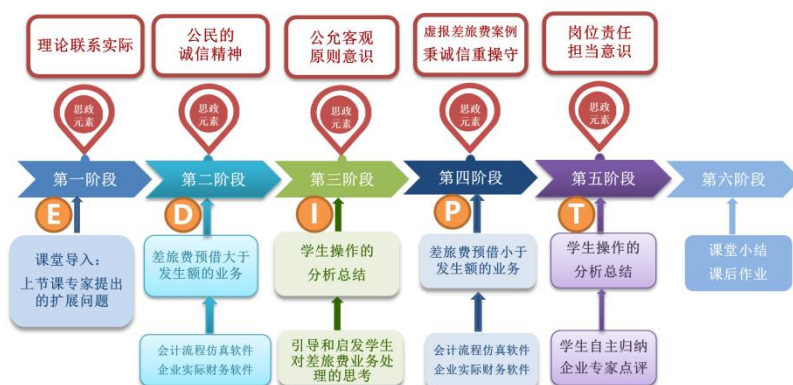 理论联系实际
公民的
诚信精神
公允客观
原则意识
虚报差旅费案例
秉诚信重操守
岗位责任
担当意识
思政
元素
思政
元素
思政
元素
思政
元素
思政
元素
第一阶段
第二阶段
第三阶段
第四阶段
第五阶段
第六阶段
E
D
I
P
T
课堂导入:
上节课专家提出
的扩展问题
差旅费预借大于
发生额的业务
学生操作的
分析总结
差旅费预借小于
发生额的业务
学生操作的
分析总结
课堂小结
课后作业
会计流程仿真软件
企业实际财务软件
引导和启发学生
对差旅费业务处
理的思考
会计流程仿真软件
企业实际财务软件
学生自主归纳
企业专家点评